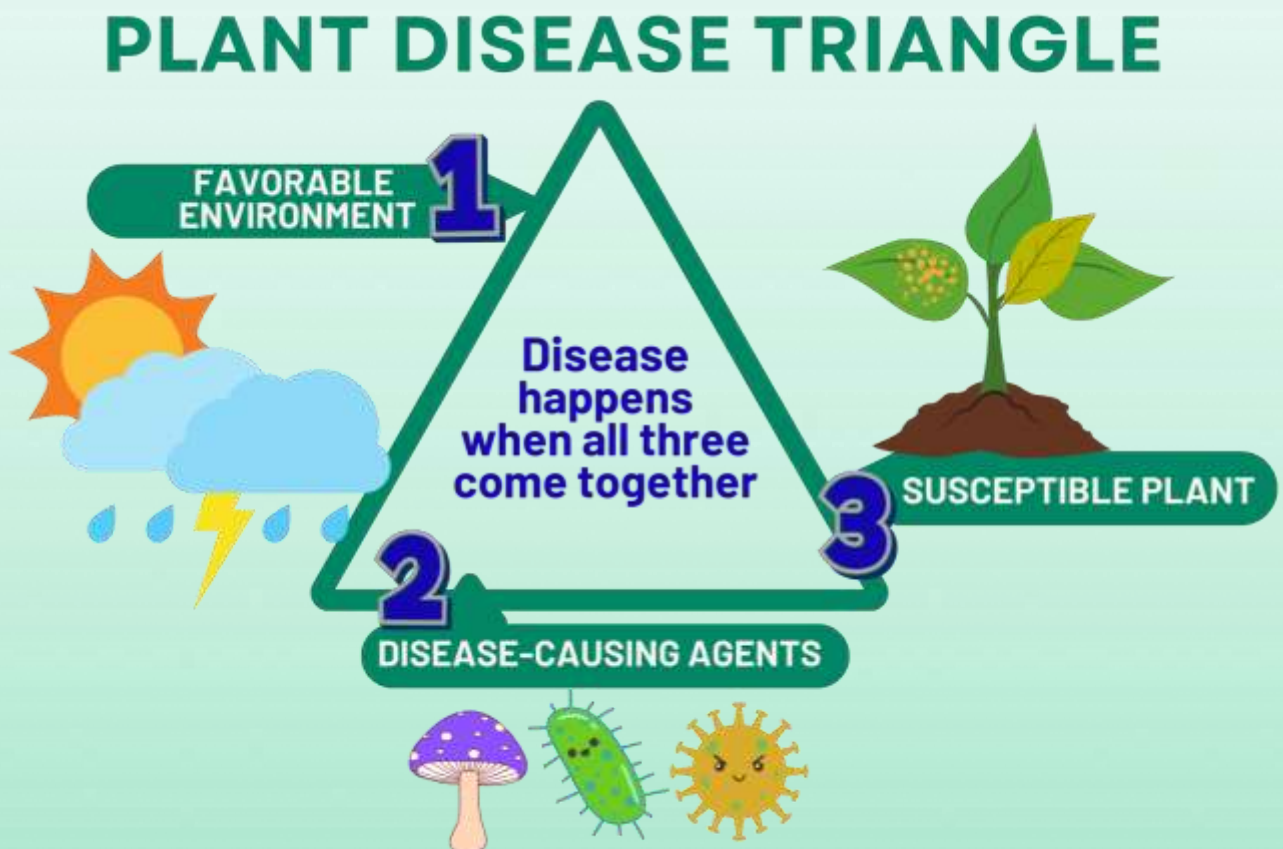 PLANT DISEASE TRIANGLE
FAVORABLE
ENVIRONMENT
1
Disease
happens
when all three
come together
2
DISEASE-CAUSING AGENTS
3
SUSCEPTIBLE PLANT